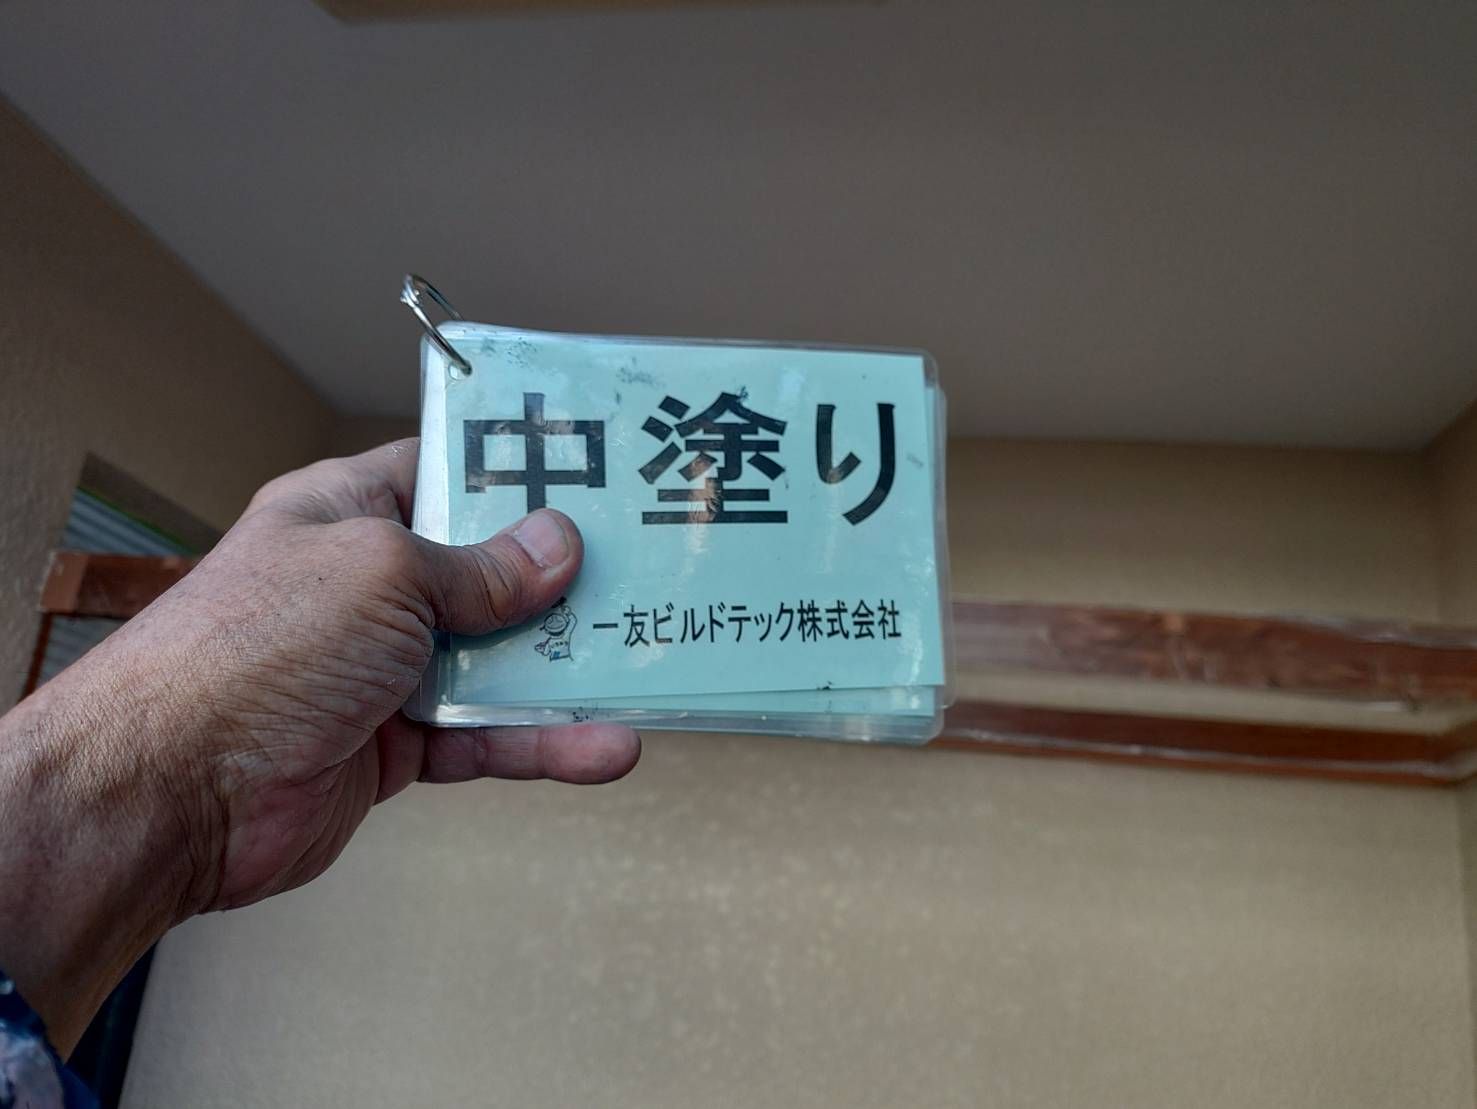 中塗り
一友ビルドテック株式会社